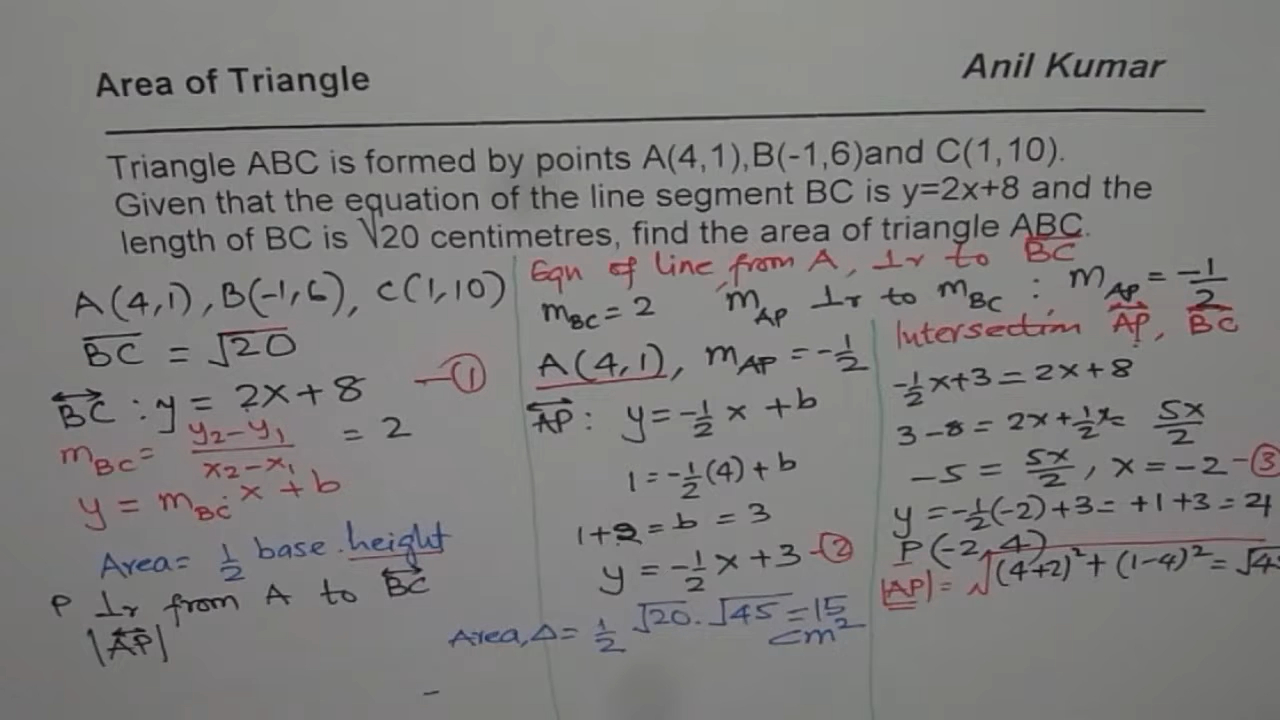 Area of Triangle
Anil Kumar
Triangle ABC is formed by points A(4,1),B(-1,6)and C(1,10).
Given that the equation of the line segment BC is y=2x+8 and the
length of BC is √20 centimetres, find the area of triangle ABC.
A(4,1), B(-1,6), C(1,10)
BC = √20
BC : y = 2x+8 —①
m_BC = (y₂-y₁)/(x₂-x₁) = 2
y = m_BC · x + b
Area = 1/2 base . height
P ⊥r from A to BC
|AP|
Eqn of line from A, ⊥r to BC
m_BC = 2 m_AP ⊥r to m_BC : m_AP = -1/2
A(4,1), m_AP = -1/2
AP : y = -1/2 x + b
1 = -1/2 (4) + b
1+2 = b = 3
y = -1/2 x + 3 -②
Area, Δ = 1/2 √20 . √45 = 15
cm²
Intersection AP, BC
-1/2 x+3 = 2x+8
3-8 = 2x+1/2 x = 5x/2
-5 = 5x/2 , x = -2 -③
y = -1/2 (-2)+3 = +1+3 = 4
P(-2,4)
|AP| = √(4+2)² + (1-4)² = √4